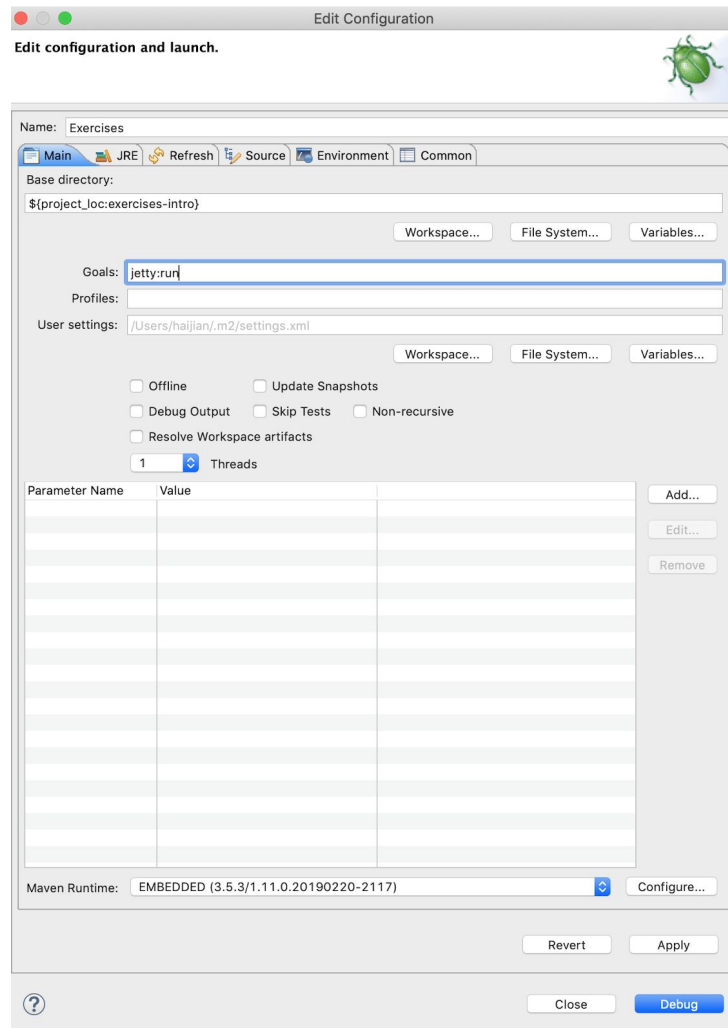 Edit Configuration
Edit configuration and launch.
Name: Exercises
Main JRE Refresh Source Environment Common
Base directory:
${project_loc:exercises-intro}
Workspace... File System... Variables...
Goals: jetty:run
Profiles:
User settings: /Users/haijian/.m2/settings.xml
Workspace... File System... Variables...
Offline Update Snapshots
Debug Output Skip Tests Non-recursive
Resolve Workspace artifacts
1 Threads
Parameter Name Value
Add...
Edit...
Remove
Maven Runtime: EMBEDDED (3.5.3/1.11.0.20190220-2117) Configure...
Revert Apply
? Close Debug